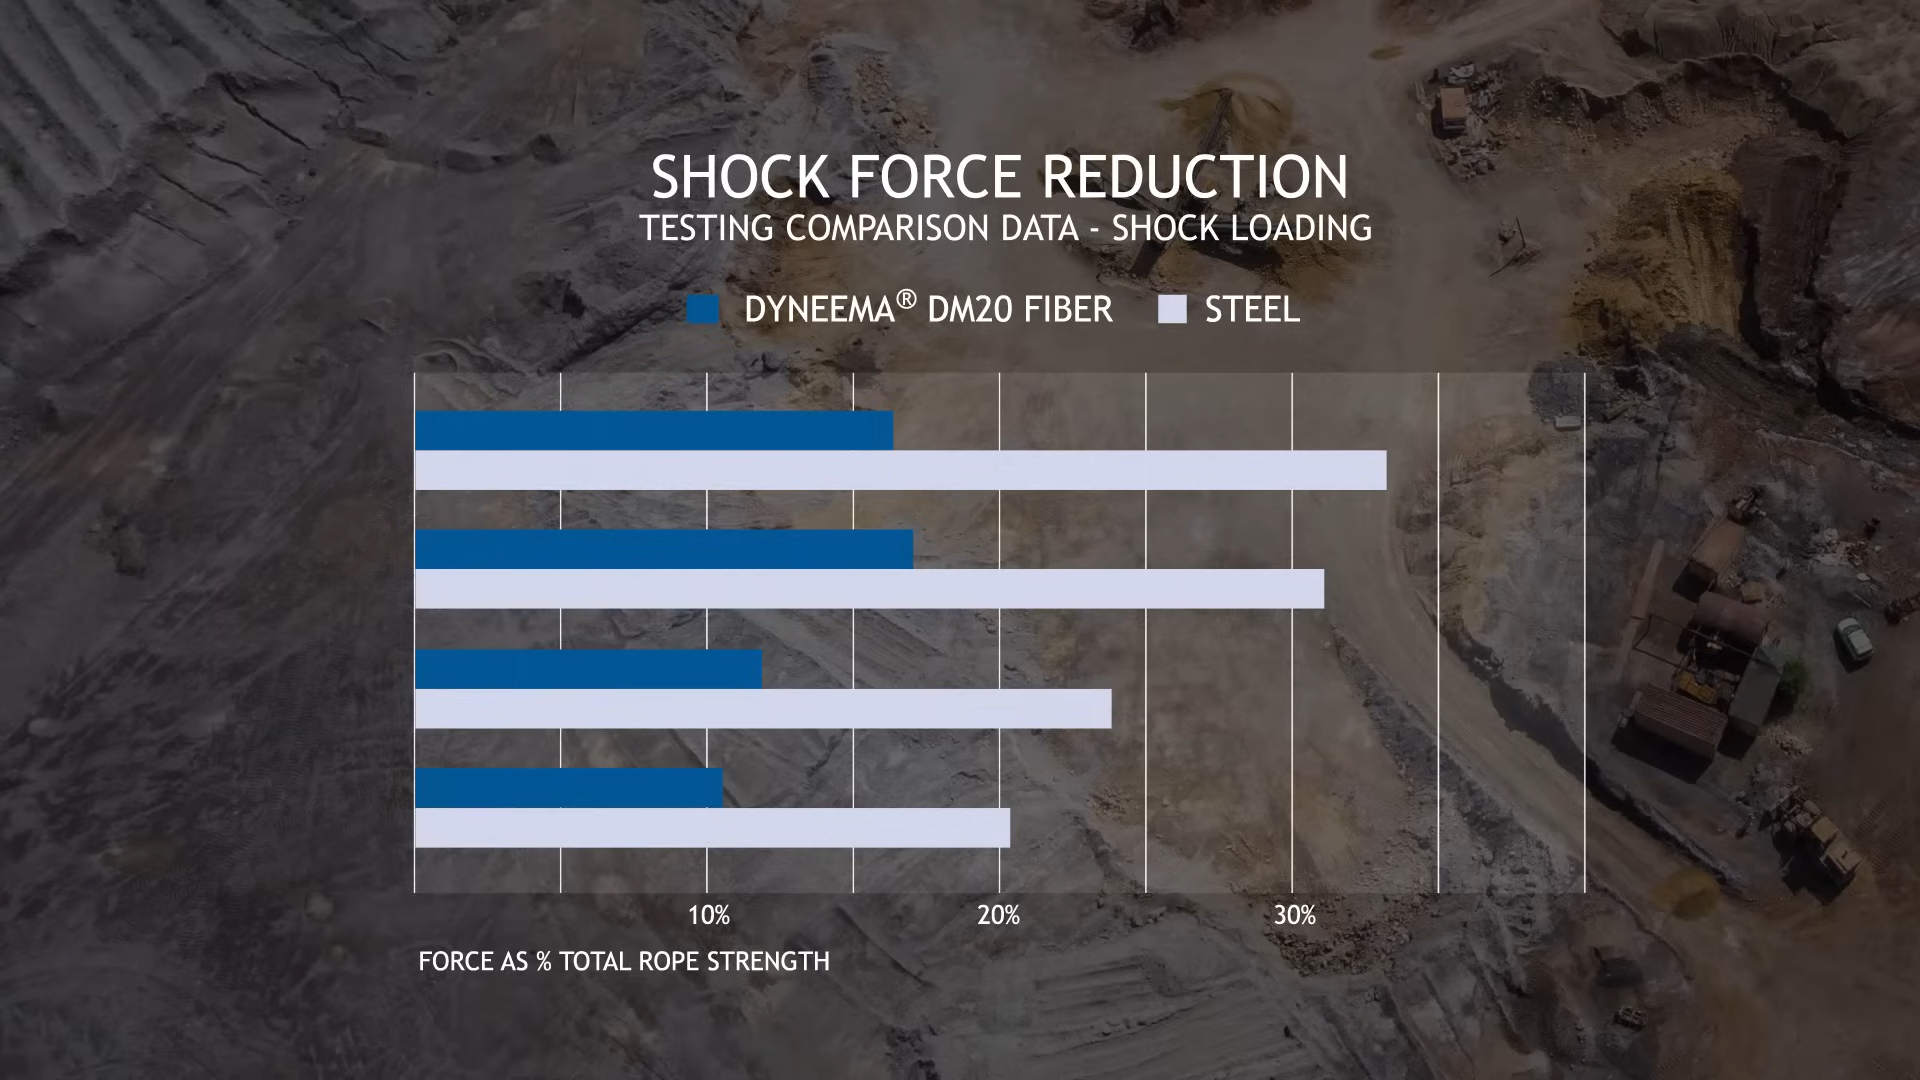 SHOCK FORCE REDUCTION
TESTING COMPARISON DATA - SHOCK LOADING
DYNEEMA® DM20 FIBER STEEL
10% 20% 30%
FORCE AS % TOTAL ROPE STRENGTH